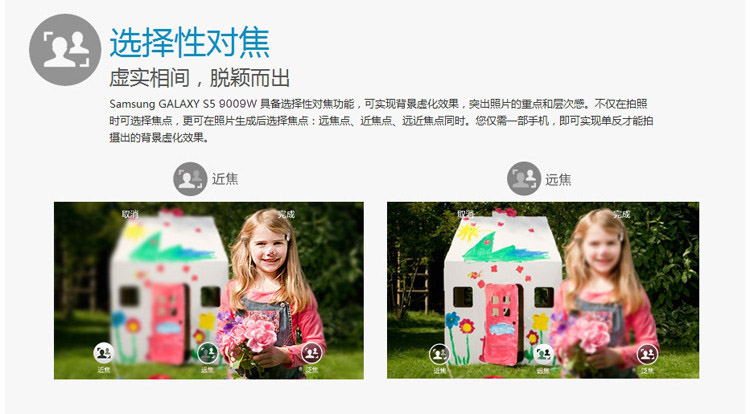 选择性对焦
虚实相间，脱颖而出
Samsung GALAXY S5 9009W 具备选择性对焦功能，可实现背景虚化效果，突出照片的重点和层次感。不仅在拍照
时可选择焦点，更可在照片生成后选择焦点：远焦点、近焦点、远近焦点同时。您仅需一部手机，即可实现单反才能拍
摄出的背景虚化效果。
近焦 远焦
取消 完成 取消 完成
近焦 远焦 泛焦 近焦 远焦 泛焦